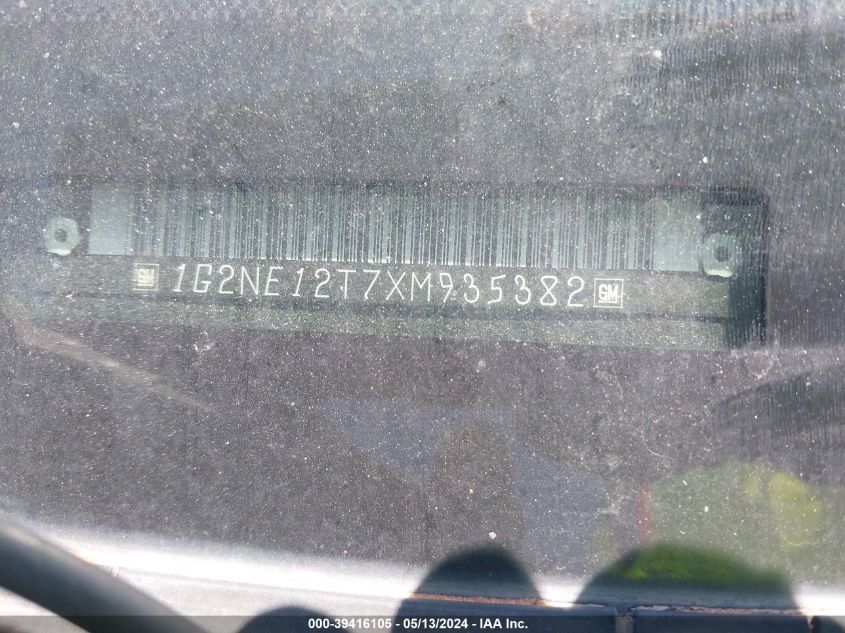 GM 1G2NE12T7XM935382 GM
000-39416105 — 05/13/2024 — IAA Inc.